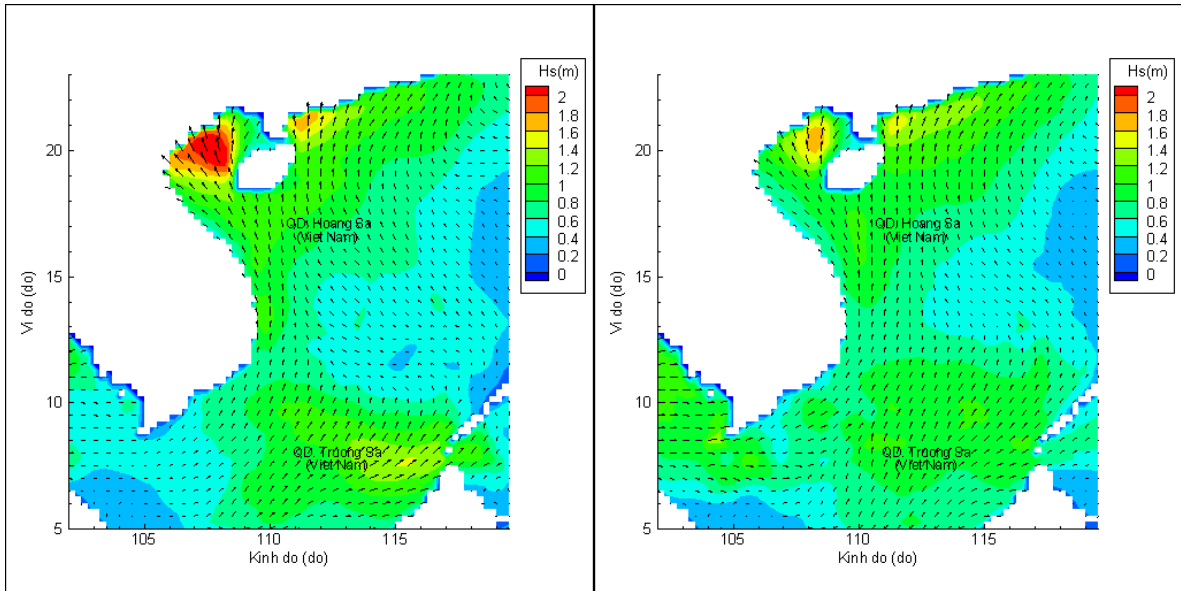 Hs(m)
2
1.8
1.6
1.4
1.2
1
0.8
0.6
0.4
0.2
0
20
15
10
5
Vi do (do)
QD. Hoang Sa
(Viet Nam)
QD. Truong Sa
(Viet Nam)
105
110
115
Kinh do (do)
Hs(m)
2
1.8
1.6
1.4
1.2
1
0.8
0.6
0.4
0.2
0
20
15
10
5
Vi do (do)
QD. Hoang Sa
(Viet Nam)
QD. Truong Sa
(Viet Nam)
105
110
115
Kinh do (do)